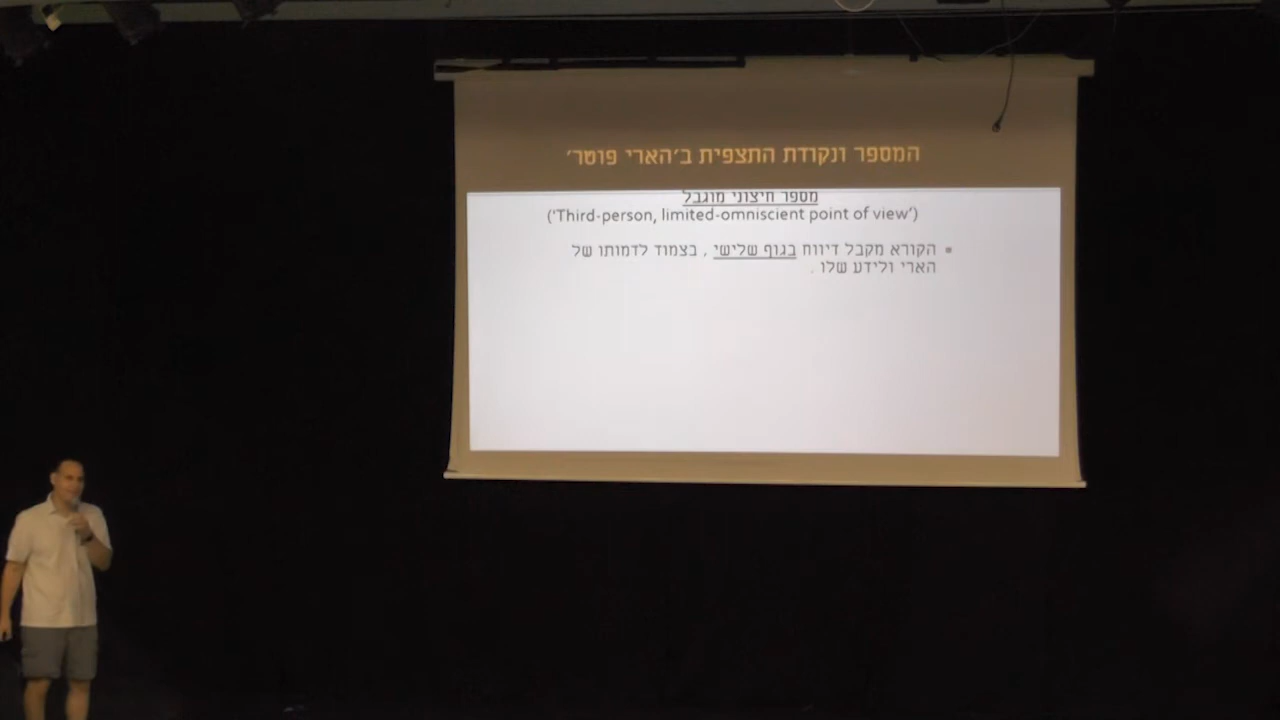 המספר ונקודת התצפית ב'הארי פוטר'
מספר חיצוני מוגבל
('Third-person, limited-omniscient point of view')
▪ הקורא מקבל דיווח בגוף שלישי , בצמוד לדמותו של
הארי ולידע שלו .